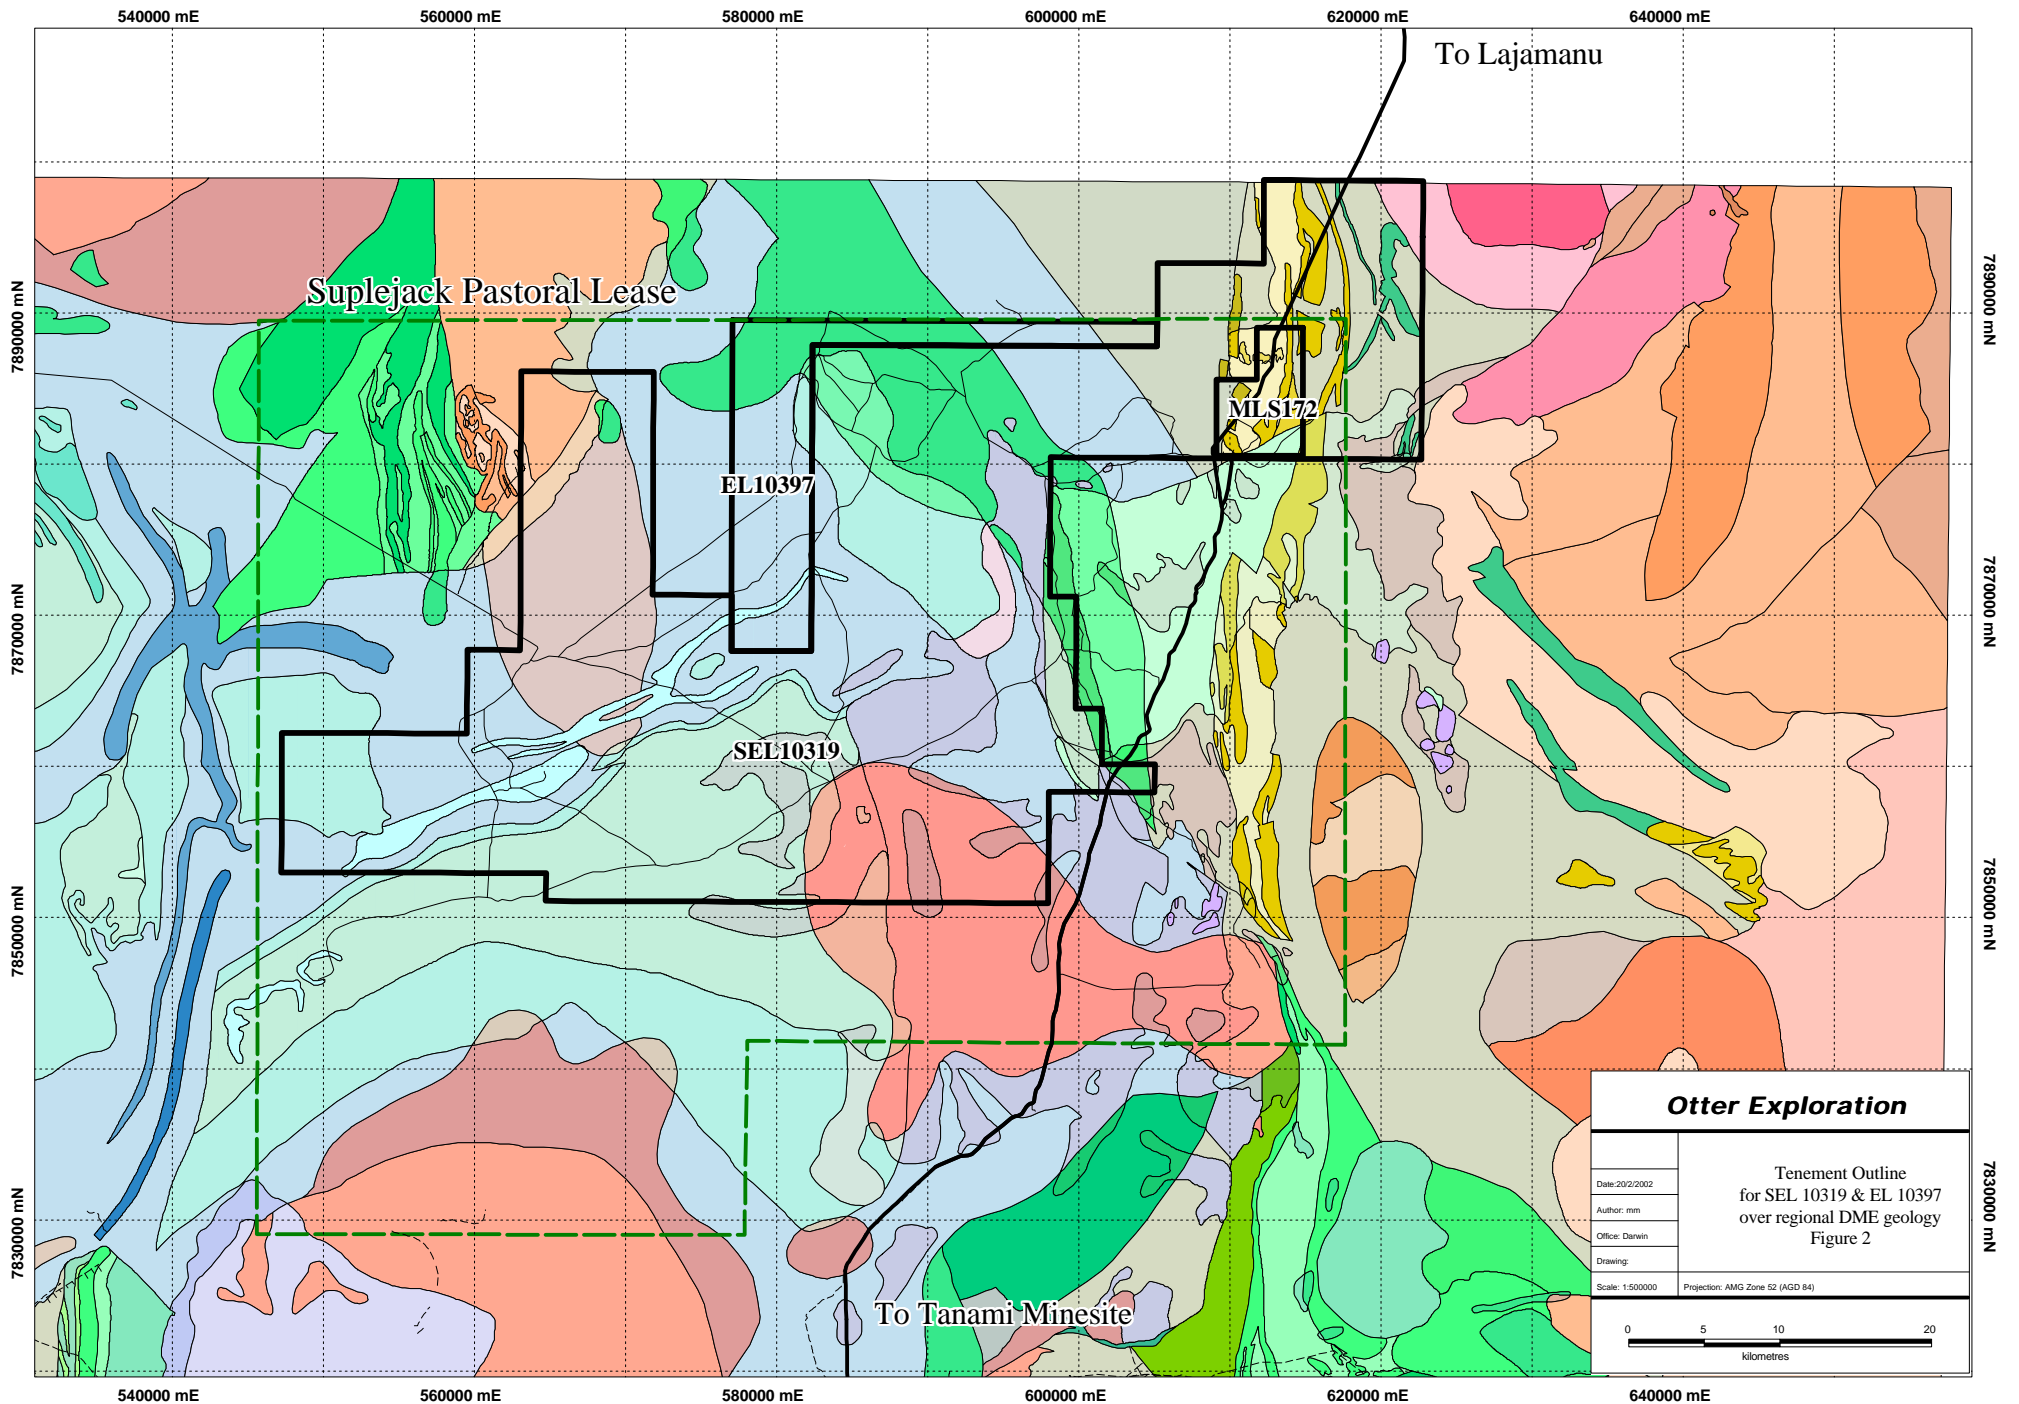 540000 mE
560000 mE
580000 mE
600000 mE
620000 mE
640000 mE
To Lajamanu
7890000 mN
7890000 mN
Suplejack Pastoral Lease
MLS172
EL10397
7870000 mN
7870000 mN
SEL10319
7850000 mN
7850000 mN
7830000 mN
7830000 mN
To Tanami Minesite
Otter Exploration
Tenement Outline
for SEL 10319 & EL 10397
over regional DME geology
Figure 2
Date:20/2/2002
Author: mm
Office: Darwin
Drawing:
Scale: 1:500000
Projection: AMG Zone 52 (AGD 84)
0 5 10 20
kilometres
540000 mE
560000 mE
580000 mE
600000 mE
620000 mE
640000 mE